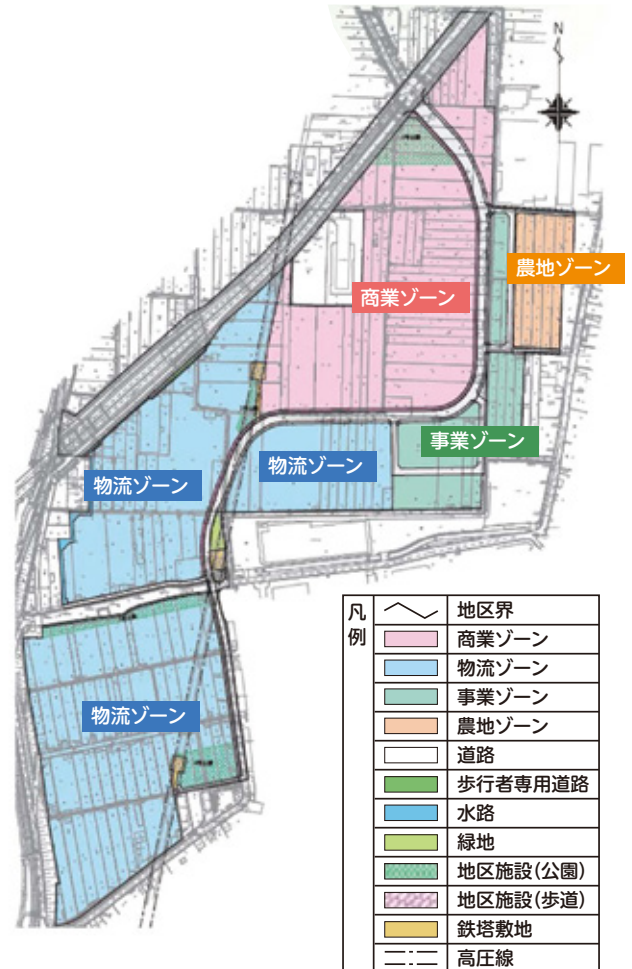 N
農地ゾーン
商業ゾーン
事業ゾーン
物流ゾーン
物流ゾーン
物流ゾーン
凡例
地区界
商業ゾーン
物流ゾーン
事業ゾーン
農地ゾーン
道路
歩行者専用道路
水路
緑地
地区施設(公園)
地区施設(歩道)
鉄塔敷地
高圧線